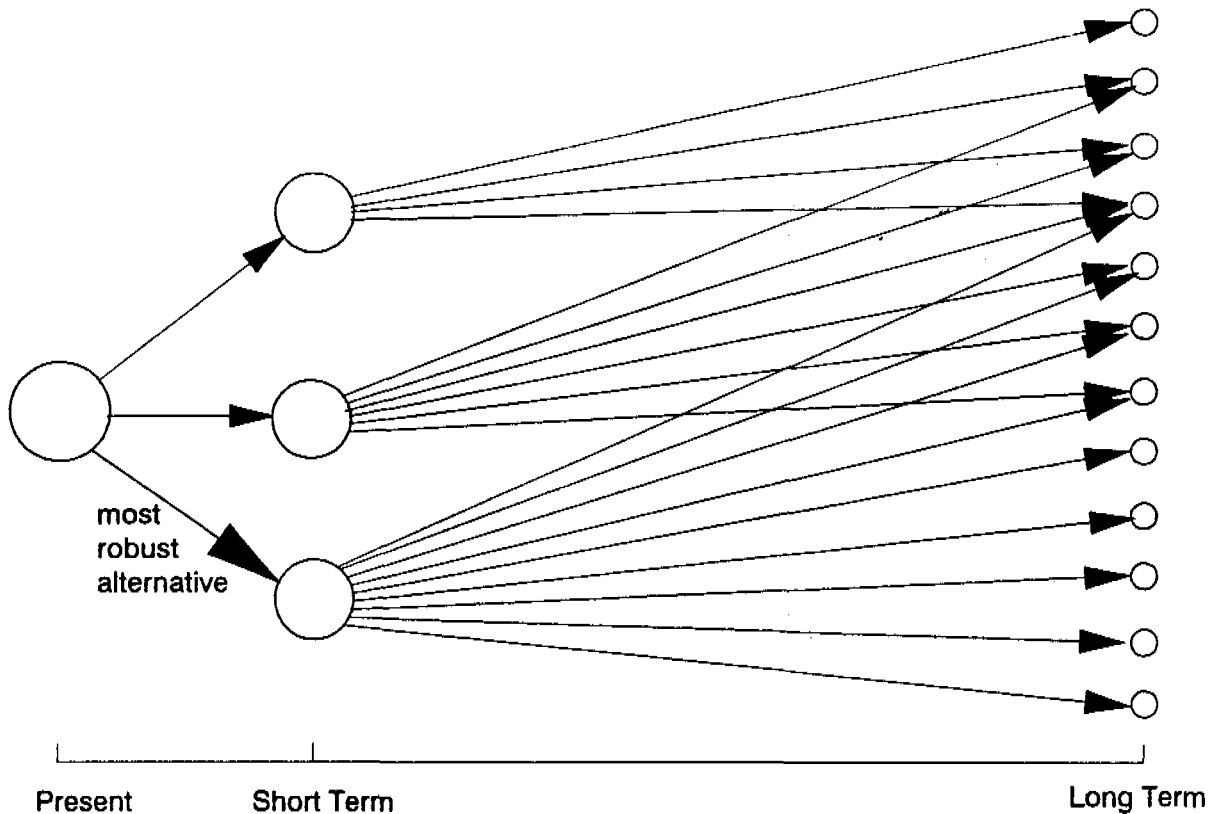 most
robust
alternative
Present
Short Term
Long Term